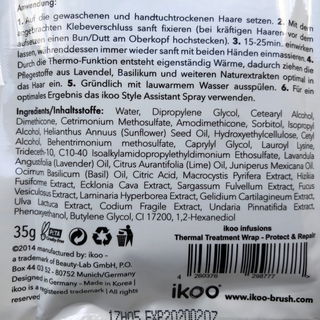 Anwendung:
1. Auf die gewaschenen und handtuchtrockenen Haare setzen. 2. Mit dem
angebrachten Klebeverschluss sanft fixieren (bei kräftigen Haaren vor dem
aufsetzen einen Bun/Dutt am Oberkopf hochstecken). 3. 15-25min. einwirken
lassen, währenddessen immer wieder sanft mit beiden Händen einmassieren. 4.
Durch die Thermo-Funktion entsteht eigenständig Wärme, dadurch ziehen die
Pflegestoffe aus Lavendel, Basilikum und weiteren Naturextrakten optimal in
das Haar ein. 5. Gründlich mit lauwarmem Wasser ausspülen. 6. Für ein
optimales Ergebnis das ikoo Style Assistant Spray verwenden.
Ingredients/Inhaltsstoffe: Water, Dipropylene Glycol, Cetearyl Alcohol,
Dimethicone, Cetrimonium Methosulfate, Amodimethicone, Sorbitol, Isopropyl
Alcohol, Helianthus Annuus (Sunflower) Seed Oil, Hydroxyethylcellulose, Cetyl
Alcohol, Behentrimonium methosulfate, Caprylyl Glycol, Lauroyl Lysine,
Trideceth-10, C10-40 Isoalkylamidopropylethyldimonium Ethosulfate, Lavandula
Angustifolia (Lavender) Oil, Citrus Aurantifolia (Lime) Oil, Juniperus Mexicana Oil,
Ocimum Basilicum (Basil) Oil, Citric Acid, Macrocystis Pyrifera Extract, Hizikia
Fusiforme Extract, Ecklonia Cava Extract, Sargassum Fulvellum Extract, Fucus
Vesiculosus Extract, Laminaria Hyperborea Extract, Gelidium Cartilagineum Extract,
Ulva Lactuca Extract, Codium Fragile Extract, Undaria Pinnatifida Extract,
Phenoxyethanol, Butylene Glycol, CI 17200, 1,2-Hexanediol
35g
©2014 manufactured by ikoo -
a trademark of Beauty-Lab GmbH, P.O.
Box 44 03 52 - 80752 Munich/Germany
Designed in Germany - Made in Korea
ikoo is a registered trademark
ikoo infusions
Thermal Treatment Wrap - Protect & Repair
4 260376 298777
ikoo
www.ikoo-brush.com
17H05 EXP20200207